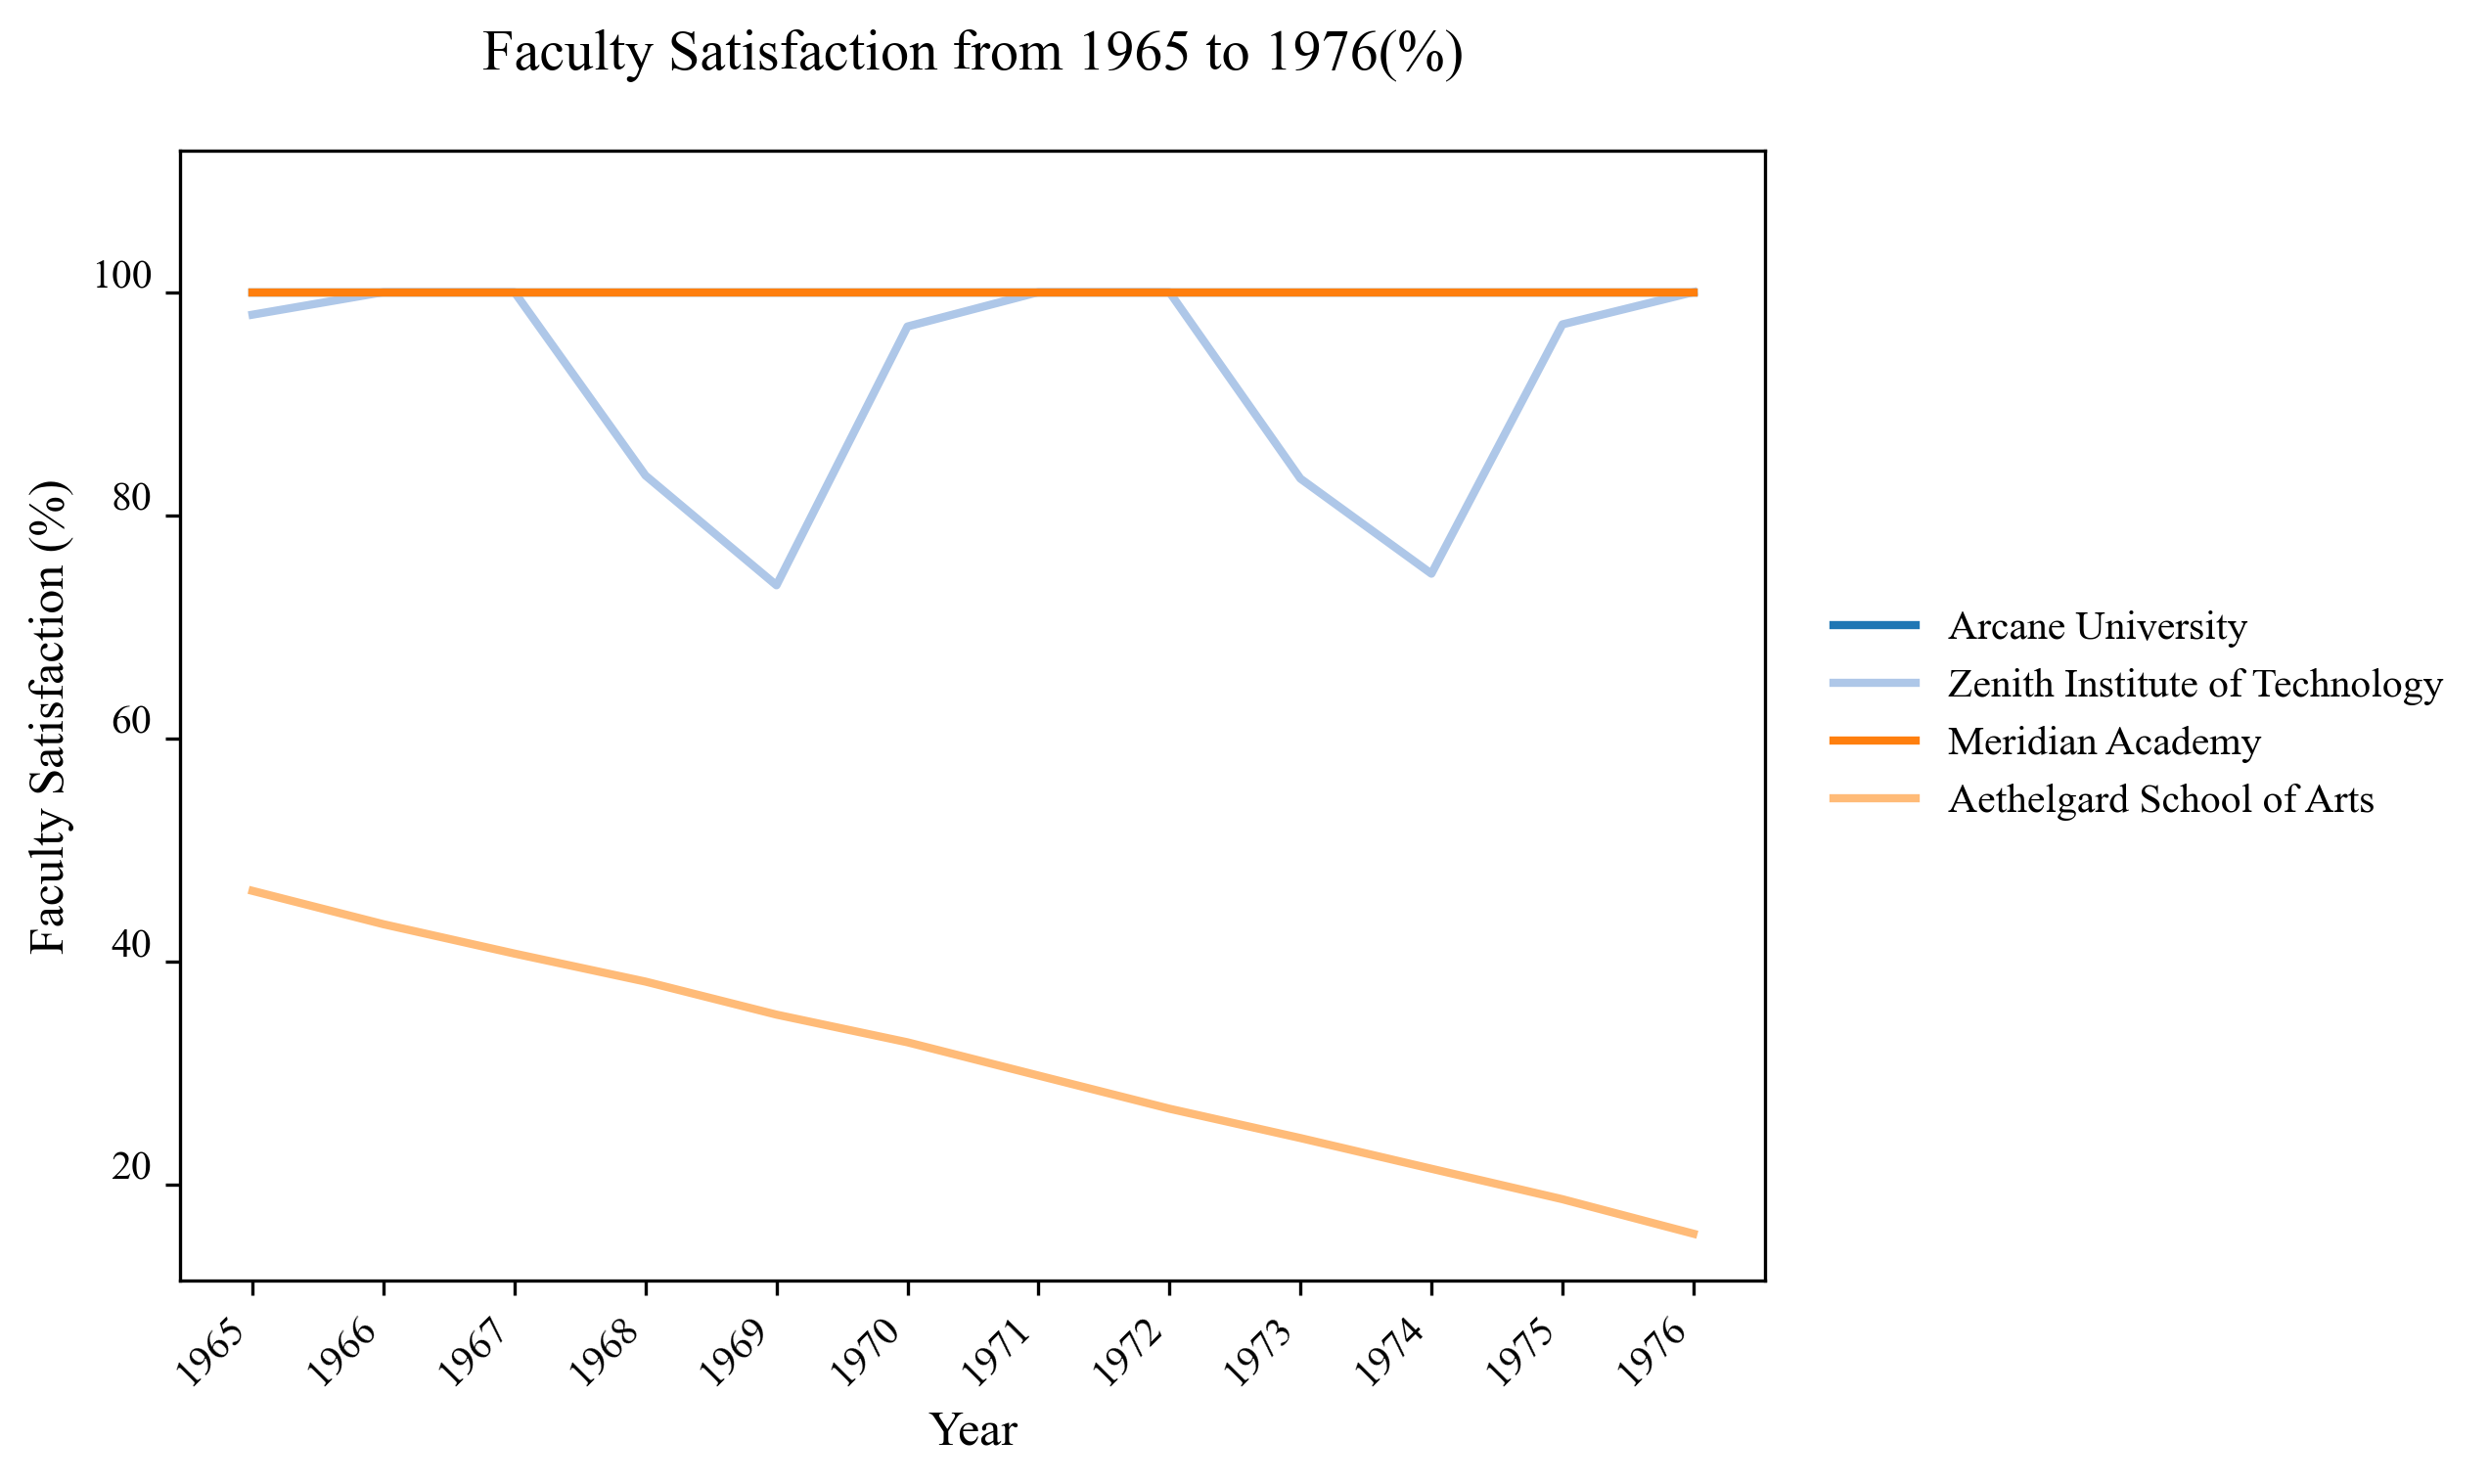 Faculty Satisfaction from 1965 to 1976(%)
Faculty Satisfaction (%)
100
80
60
40
20
1965
1966
1967
1968
1969
1970
1971
1972
1973
1974
1975
1976
Year
Arcane University
Zenith Institute of Technology
Meridian Academy
Aethelgard School of Arts